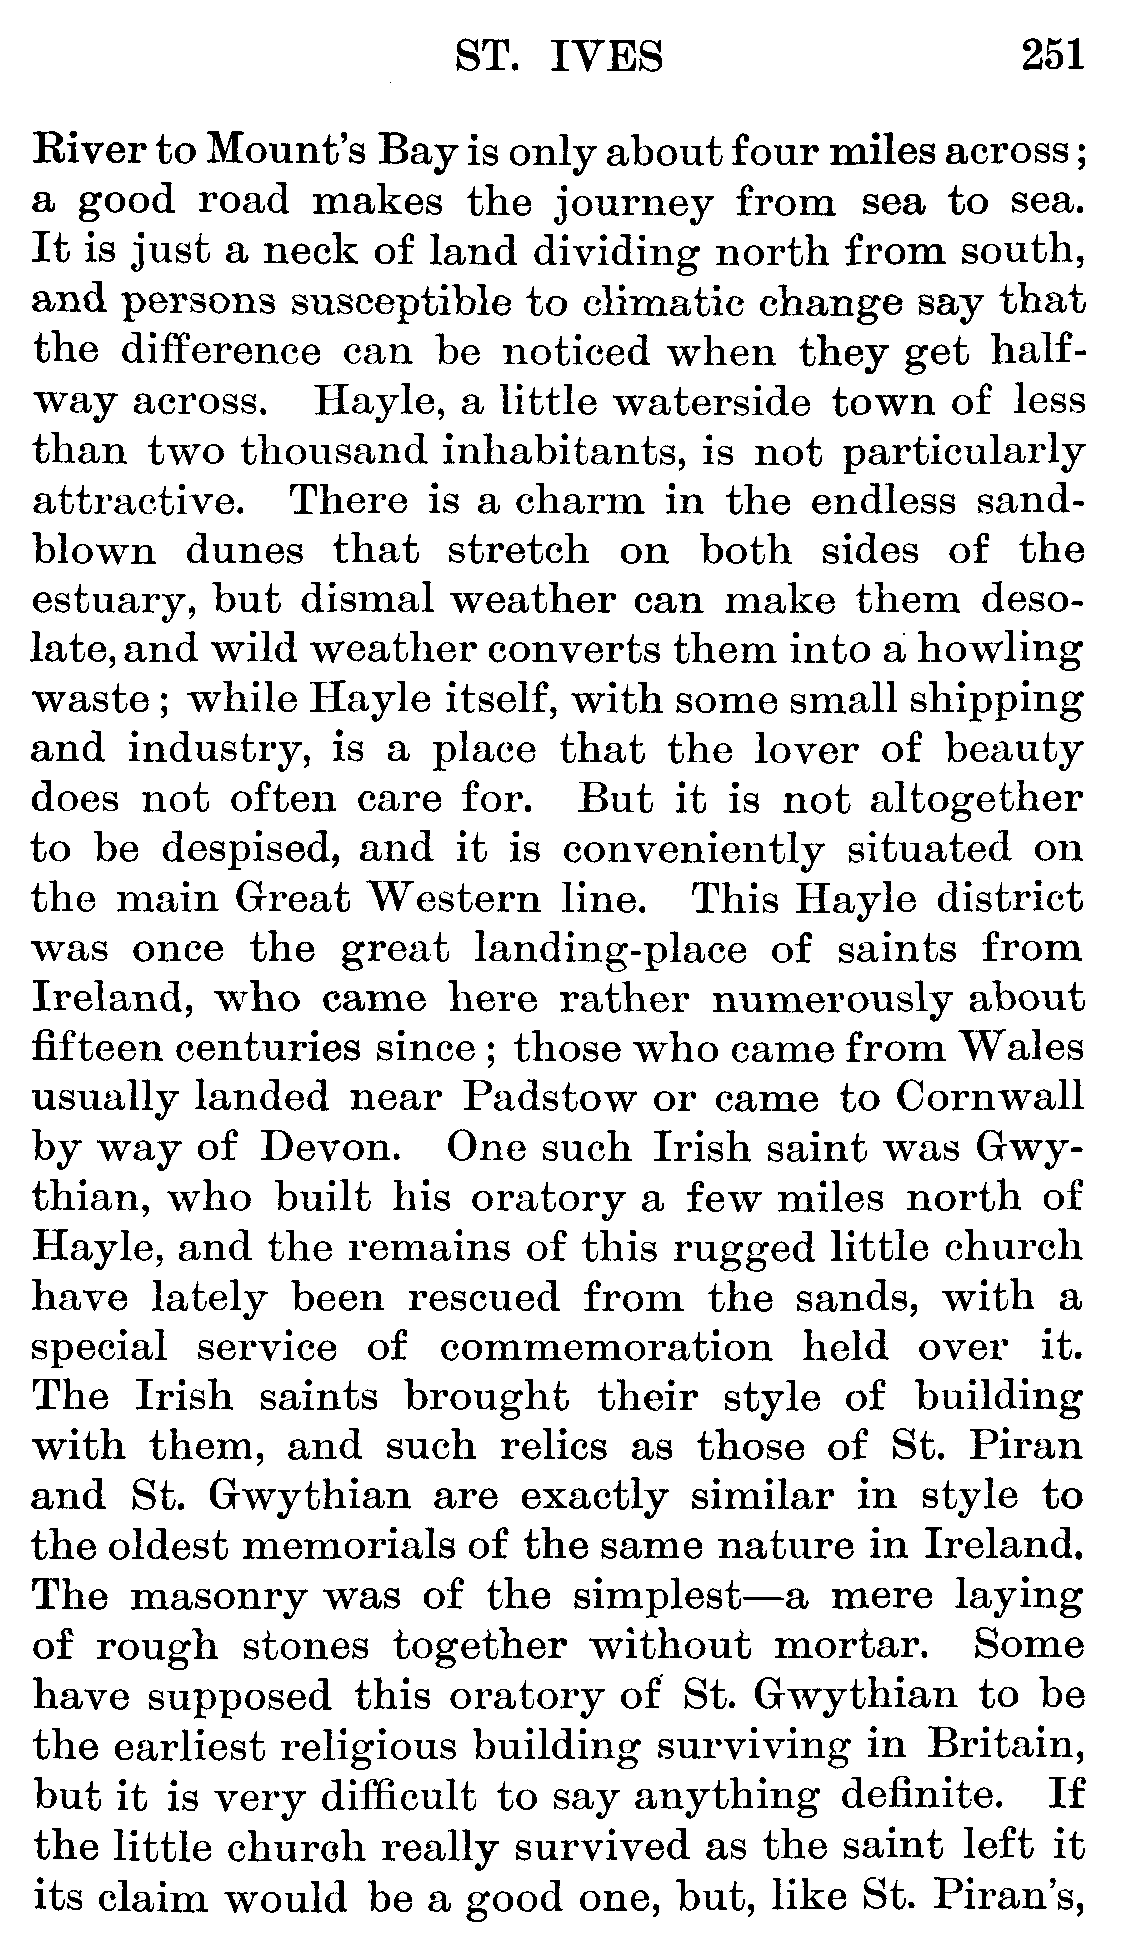 ST. IVES 251
River to Mount's Bay is only about four miles across;
a good road makes the journey from sea to sea.
It is just a neck of land dividing north from south,
and persons susceptible to climatic change say that
the difference can be noticed when they get half-
way across. Hayle, a little waterside town of less
than two thousand inhabitants, is not particularly
attractive. There is a charm in the endless sand-
blown dunes that stretch on both sides of the
estuary, but dismal weather can make them deso-
late, and wild weather converts them into a howling
waste; while Hayle itself, with some small shipping
and industry, is a place that the lover of beauty
does not often care for. But it is not altogether
to be despised, and it is conveniently situated on
the main Great Western line. This Hayle district
was once the great landing-place of saints from
Ireland, who came here rather numerously about
fifteen centuries since; those who came from Wales
usually landed near Padstow or came to Cornwall
by way of Devon. One such Irish saint was Gwy-
thian, who built his oratory a few miles north of
Hayle, and the remains of this rugged little church
have lately been rescued from the sands, with a
special service of commemoration held over it.
The Irish saints brought their style of building
with them, and such relics as those of St. Piran
and St. Gwythian are exactly similar in style to
the oldest memorials of the same nature in Ireland.
The masonry was of the simplest—a mere laying
of rough stones together without mortar. Some
have supposed this oratory of St. Gwythian to be
the earliest religious building surviving in Britain,
but it is very difficult to say anything definite. If
the little church really survived as the saint left it
its claim would be a good one, but, like St. Piran's,